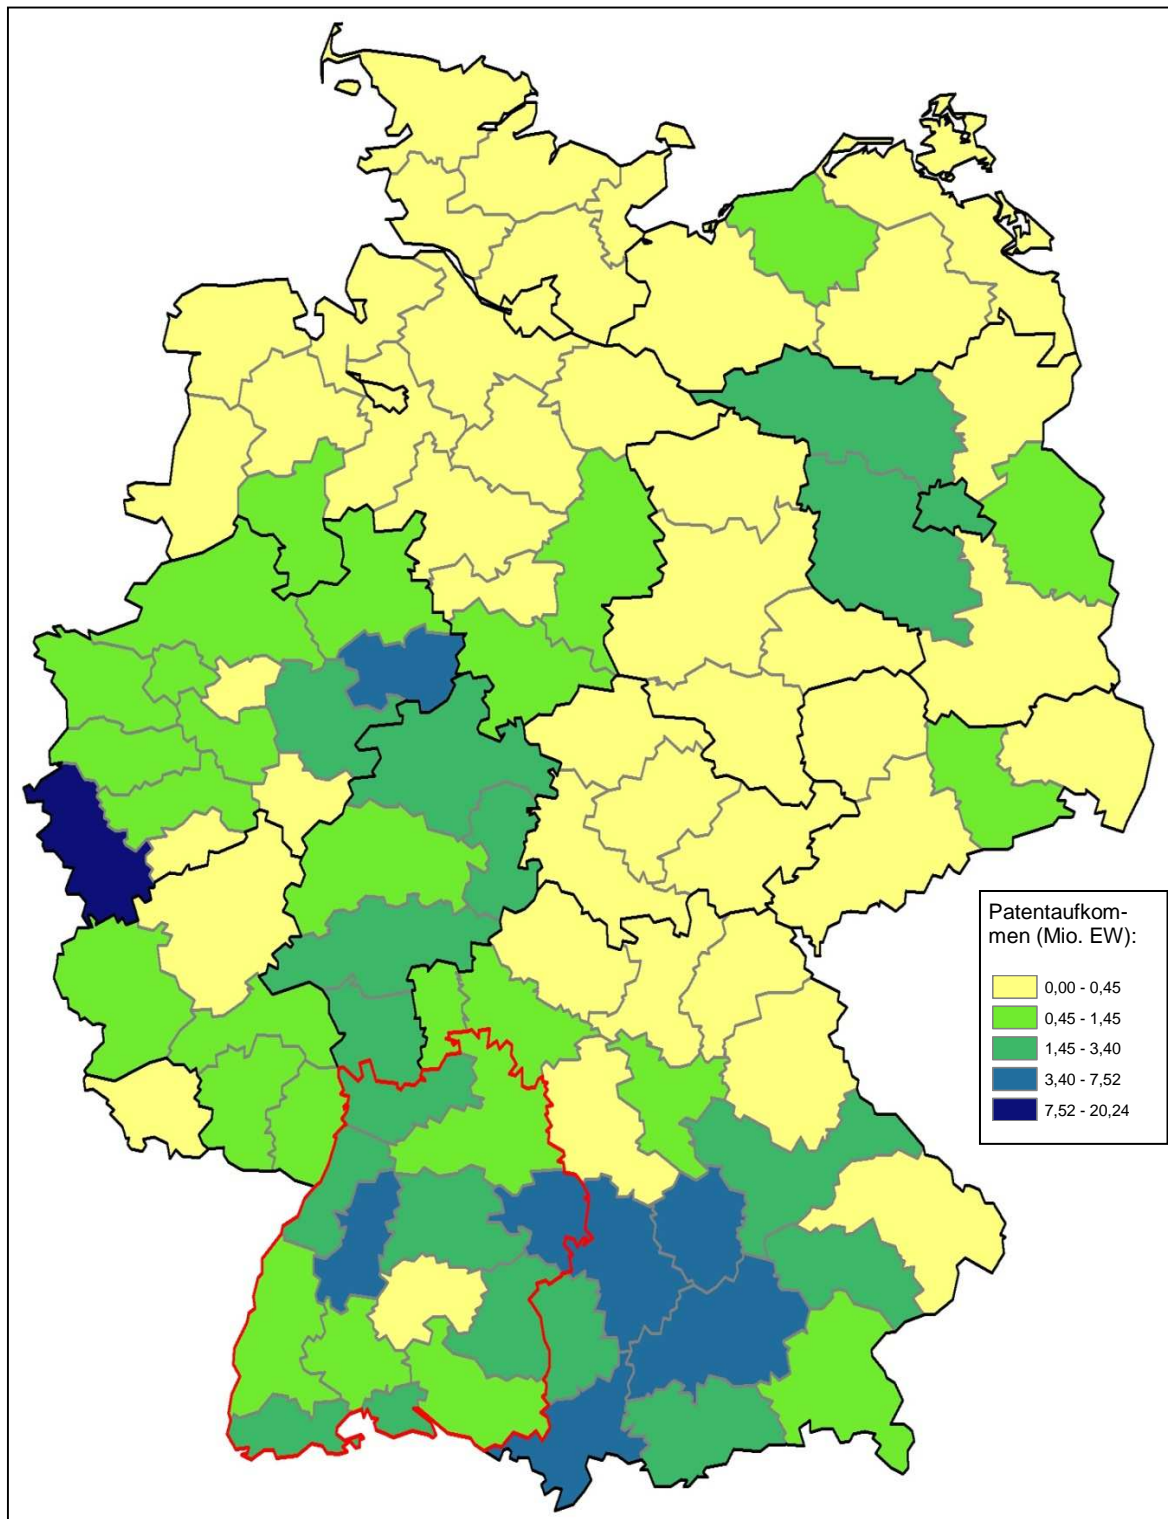 Patentaufkom-
men (Mio. EW):
0,00 - 0,45
0,45 - 1,45
1,45 - 3,40
3,40 - 7,52
7,52 - 20,24